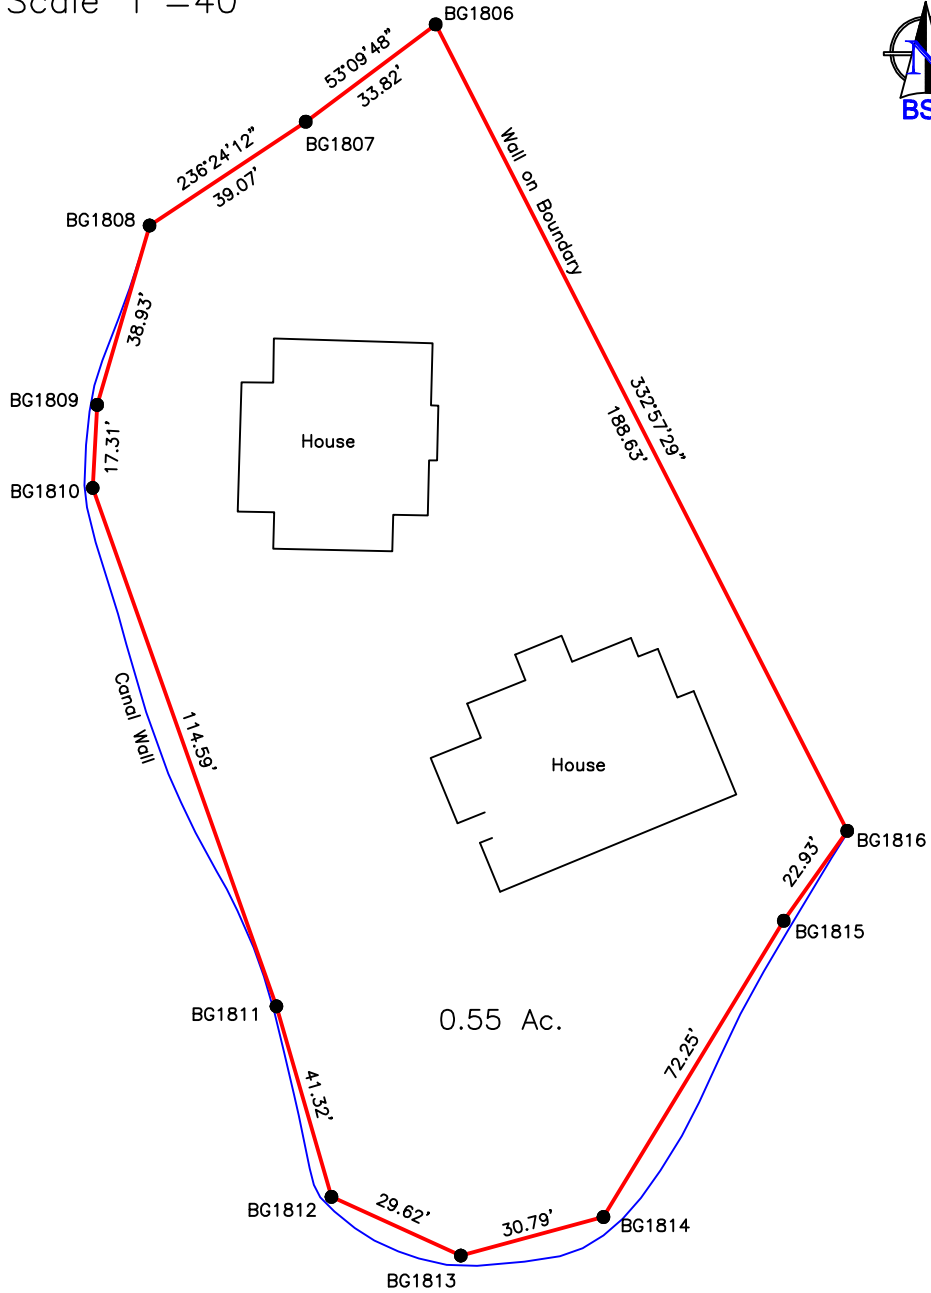 Scale 1"=40'
BG1806
53°09'48"
33.82'
N
BS
BG1807
236°24'12"
39.07'
Wall on Boundary
BG1808
38.93'
BG1809
17.31'
House
332°57'29"
188.63'
BG1810
Canal Wall
114.59'
House
BG1816
22.93'
BG1815
BG1811
0.55 Ac.
72.25'
41.32'
BG1812
29.62'
30.79'
BG1814
BG1813